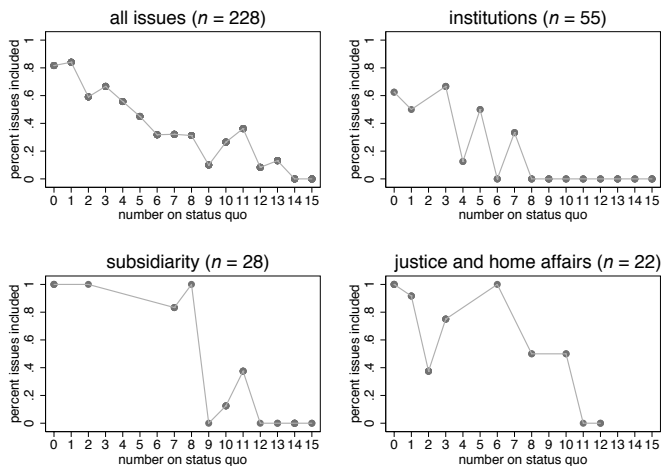 all issues (n = 228)
percent issues included
0 .2 .4 .6 .8 1
0 1 2 3 4 5 6 7 8 9 10 11 12 13 14 15
number on status quo
institutions (n = 55)
percent issues included
0 .2 .4 .6 .8 1
0 1 2 3 4 5 6 7 8 9 10 11 12 13 14 15
number on status quo
subsidiarity (n = 28)
percent issues included
0 .2 .4 .6 .8 1
0 1 2 3 4 5 6 7 8 9 10 11 12 13 14 15
number on status quo
justice and home affairs (n = 22)
percent issues included
0 .2 .4 .6 .8 1
0 1 2 3 4 5 6 7 8 9 10 11 12 13 14 15
number on status quo